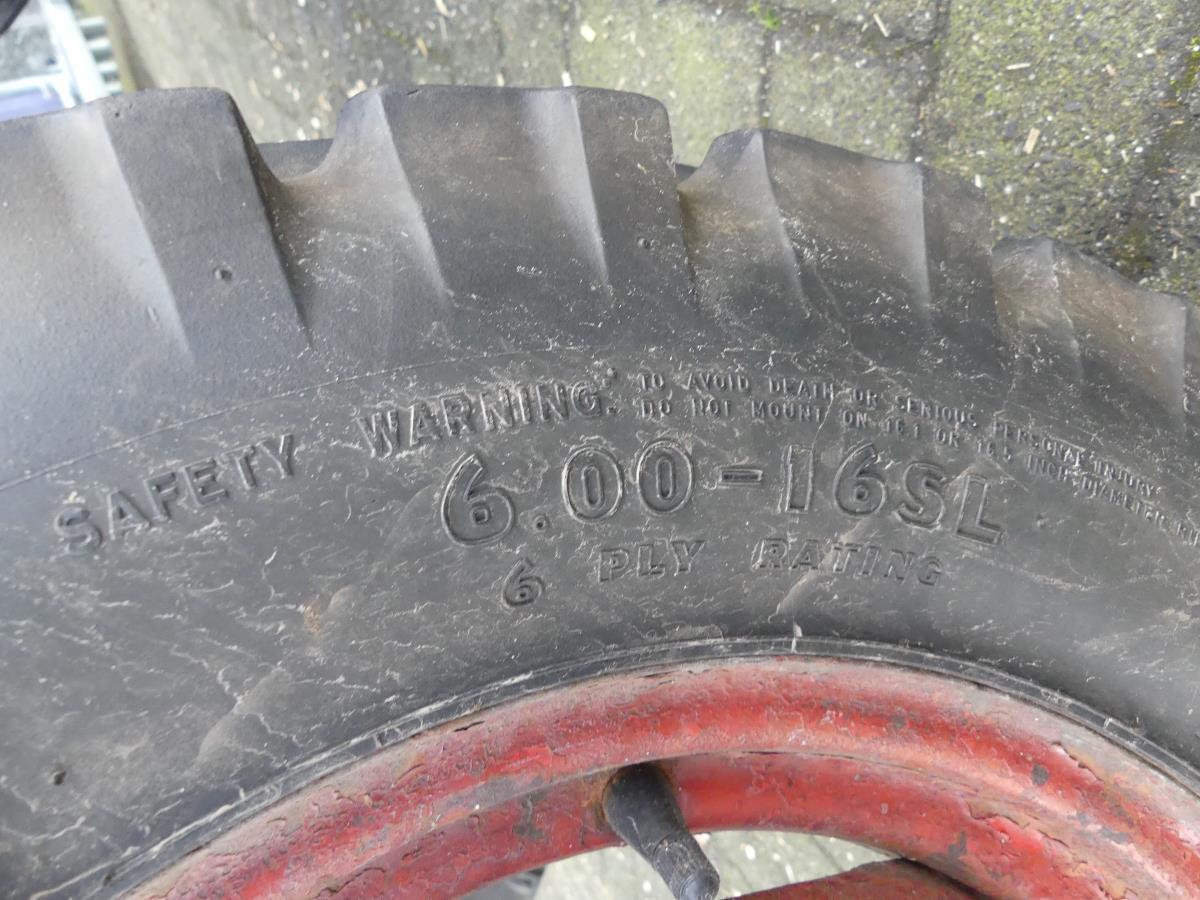 SAFETY WARNING:
TO AVOID DEATH OR SERIOUS PERSONAL INJURY
DO NOT MOUNT ON 16.1 OR 16.5 INCH DIAMETER
6.00-16SL
6 PLY RATING